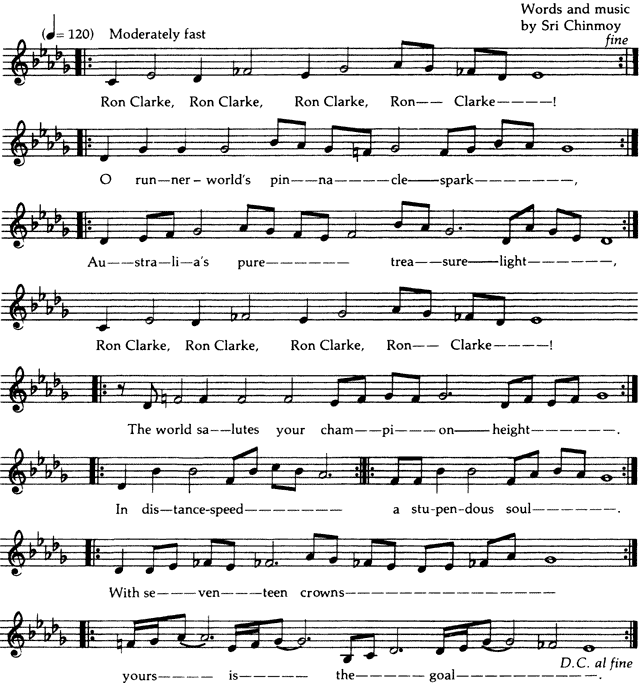 Words and music
(♩= 120) Moderately fast by Sri Chinmoy
fine
Ron Clarke, Ron Clarke, Ron Clarke, Ron—— Clarke————!
O run—ner–world's pin——na———cle——spark—————,
Au——stra—li—a's pure—————— trea—sure——light—————,
Ron Clarke, Ron Clarke, Ron Clarke, Ron—— Clarke————!
The world sa—lutes your cham—pi—on—height——————.
In dis—tance–speed———— a stu–pen–dous soul—————.
With se———ven———teen crowns———————————————
D.C. al fine
yours———is————the———goal——————————.